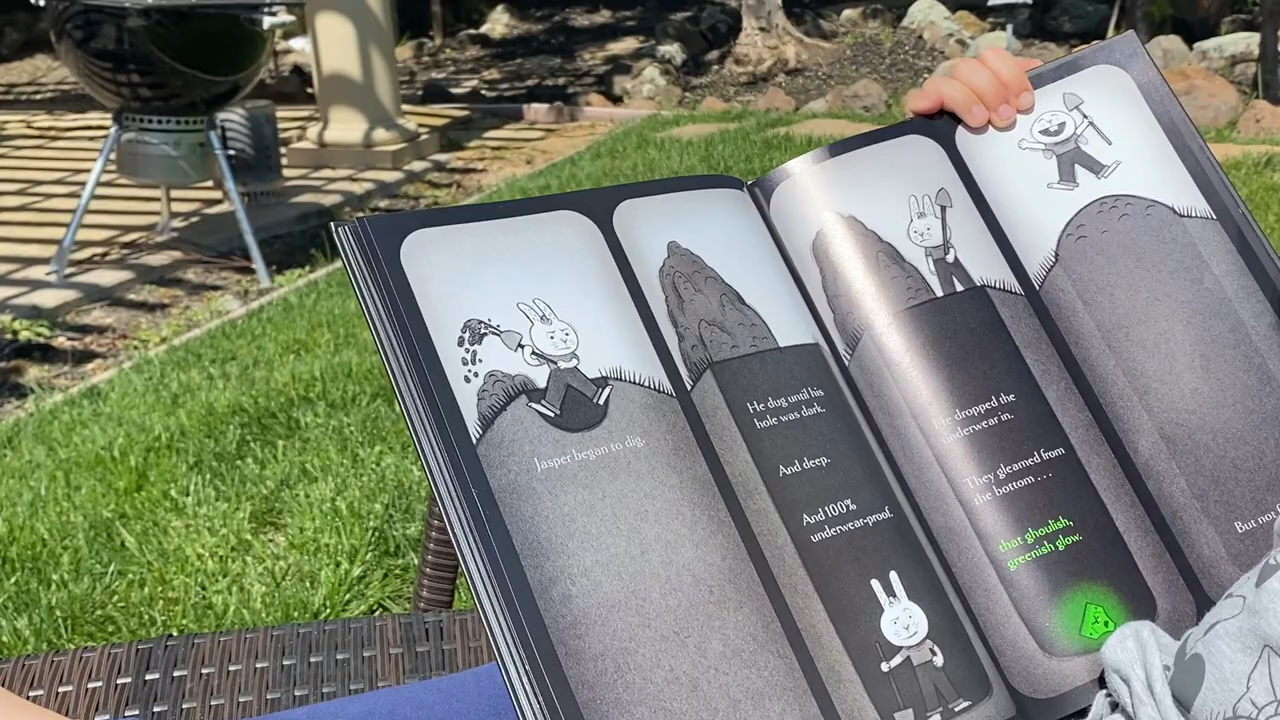 Jasper began to dig.
He dug until his
hole was dark.
And deep.
And 100%
underwear-proof.
He dropped the
underwear in.
They gleamed from
the bottom . . .
that ghoulish,
greenish glow.
But not